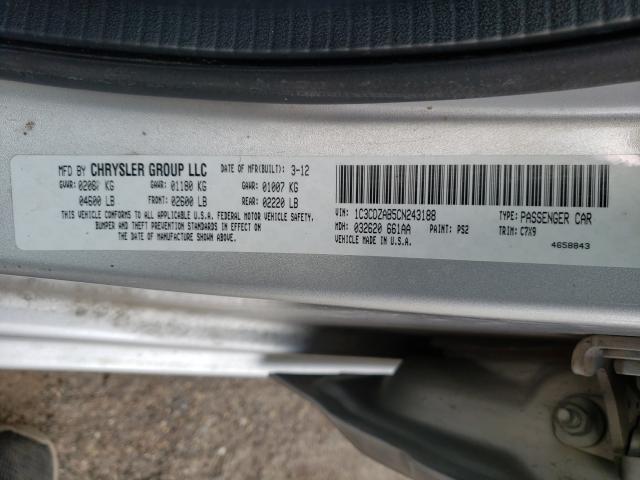 MFD BY CHRYSLER GROUP LLC DATE OF MFR(BUILT): 3-12
GVWR: KG GAWR: 01180 KG GAWR: 01007 KG
04600 LB FRONT: 02600 LB REAR: 02220 LB
THIS VEHICLE CONFORMS TO ALL APPLICABLE U.S.A. FEDERAL MOTOR VEHICLE SAFETY,
BUMPER AND THEFT PREVENTION STANDARDS IN EFFECT ON
THE DATE OF MANUFACTURE SHOWN ABOVE.
VIN: 1C3CDZAB5CN243188 TYPE: PASSENGER CAR
MDH: 032620 661AA PAINT: PS2 TRIM: C7X9
VEHICLE MADE IN U.S.A.
4658843